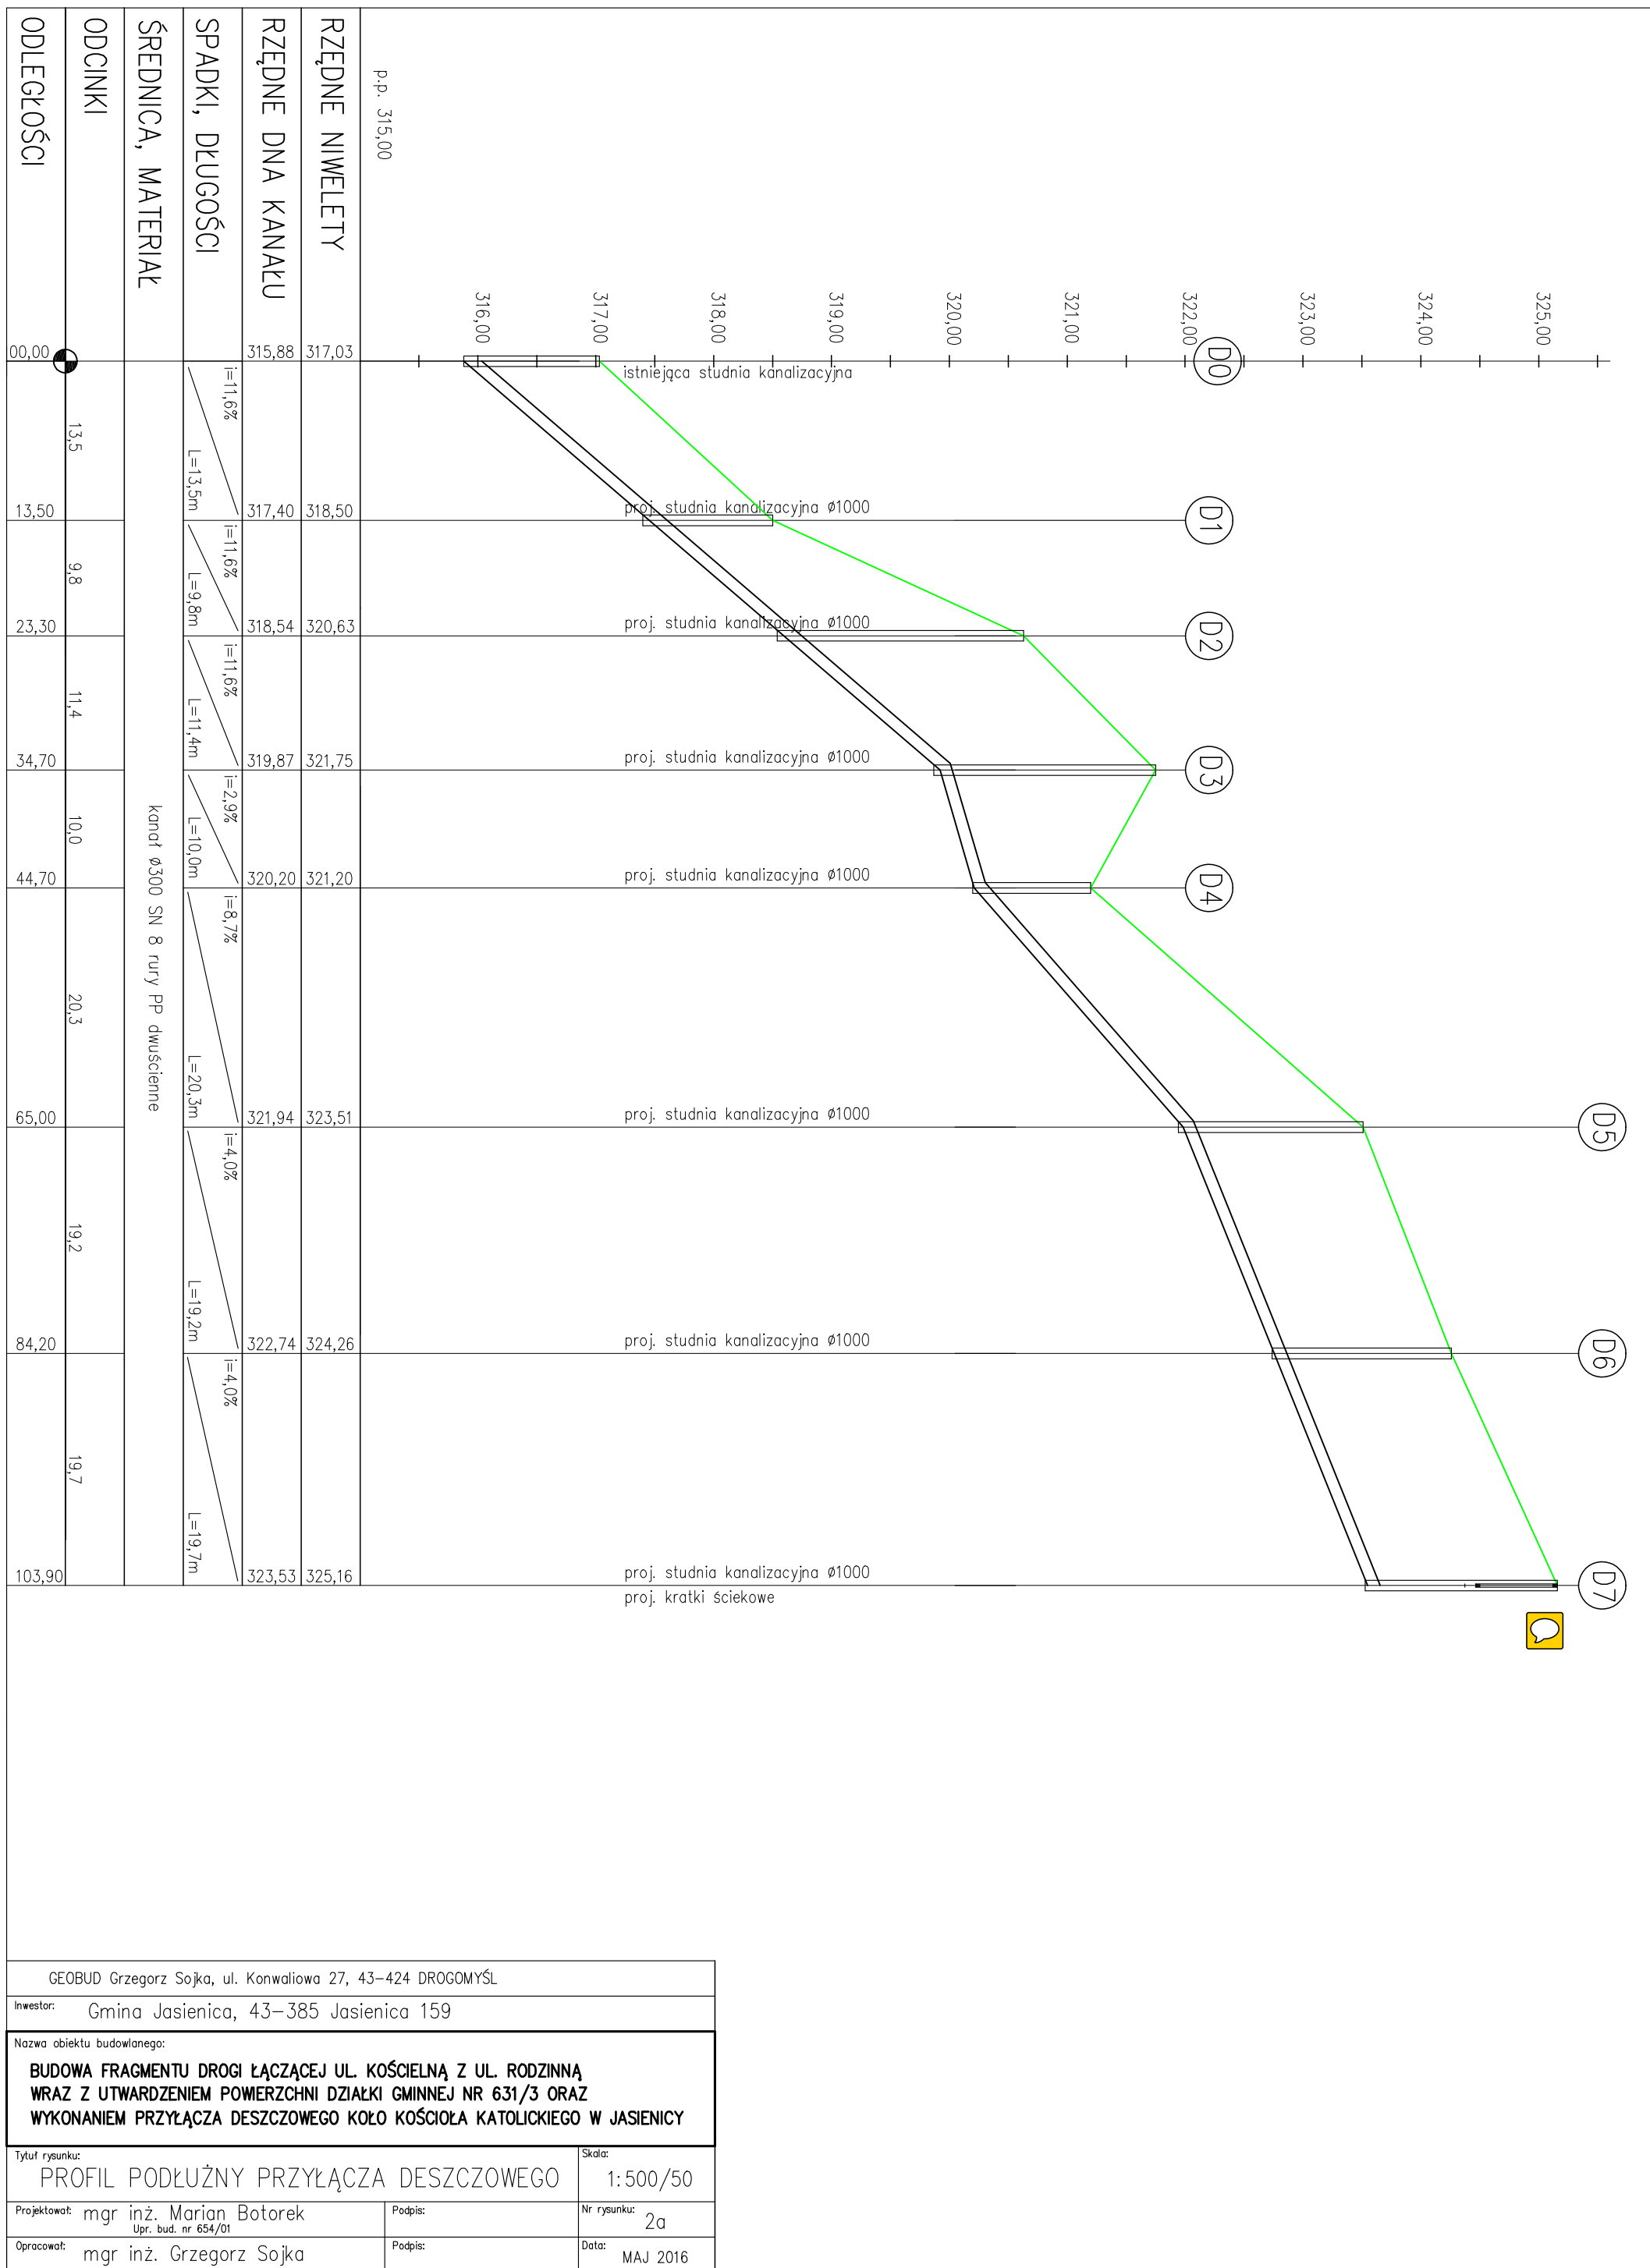 p.p. 315,00
RZĘDNE NIWELETY
RZĘDNE DNA KANAŁU
SPADKI, DŁUGOŚCI
ŚREDNICA, MATERIAŁ
ODCINKI
ODLEGŁOŚCI
316,00
317,00
318,00
319,00
320,00
321,00
322,00
323,00
324,00
325,00
D0
00,00
315,88
317,03
istniejąca studnia kanalizacyjna
i=11,6%
L=13,5m
13,5
13,50
317,40
318,50
proj. studnia kanalizacyjna ø1000
D1
i=11,6%
L=9,8m
9,8
23,30
318,54
320,63
proj. studnia kanalizacyjna ø1000
D2
i=11,6%
L=11,4m
11,4
34,70
319,87
321,75
proj. studnia kanalizacyjna ø1000
D3
i=2,9%
L=10,0m
10,0
44,70
320,20
321,20
proj. studnia kanalizacyjna ø1000
D4
i=8,7%
L=20,3m
20,3
kanał ø300 SN 8 rury PP dwuścienne
65,00
321,94
323,51
proj. studnia kanalizacyjna ø1000
D5
i=4,0%
L=19,2m
19,2
84,20
322,74
324,26
proj. studnia kanalizacyjna ø1000
D6
i=4,0%
L=19,7m
19,7
103,90
323,53
325,16
proj. studnia kanalizacyjna ø1000
proj. kratki ściekowe
D7
GEOBUD Grzegorz Sojka, ul. Konwaliowa 27, 43-424 DROGOMYŚL
Inwestor: Gmina Jasienica, 43-385 Jasienica 159
Nazwa obiektu budowlanego:
BUDOWA FRAGMENTU DROGI ŁĄCZĄCEJ UL. KOŚCIELNĄ Z UL. RODZINNĄ
WRAZ Z UTWARDZENIEM POWIERZCHNI DZIAŁKI GMINNEJ NR 631/3 ORAZ
WYKONANIEM PRZYŁĄCZA DESZCZOWEGO KOŁO KOŚCIOŁA KATOLICKIEGO W JASIENICY
Tytuł rysunku:
PROFIL PODŁUŻNY PRZYŁĄCZA DESZCZOWEGO
Skala:
1:500/50
Projektował: mgr inż. Marian Botorek
Upr. bud. nr 654/01
Podpis:
Nr rysunku:
2a
Opracował: mgr inż. Grzegorz Sojka
Podpis:
Data:
MAJ 2016